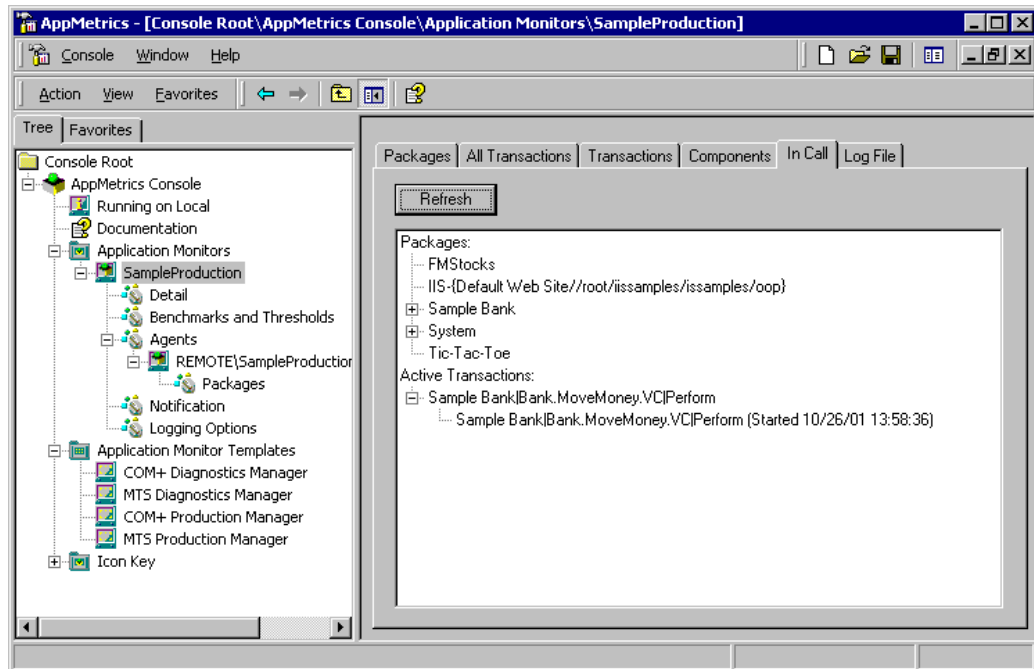 AppMetrics - [Console Root\AppMetrics Console\Application Monitors\SampleProduction]
Console Window Help
Action View Favorites
Tree Favorites
Console Root
AppMetrics Console
Running on Local
Documentation
Application Monitors
SampleProduction
Detail
Benchmarks and Thresholds
Agents
REMOTE\SampleProduction
Packages
Notification
Logging Options
Application Monitor Templates
COM+ Diagnostics Manager
MTS Diagnostics Manager
COM+ Production Manager
MTS Production Manager
Icon Key
Packages All Transactions Transactions Components In Call Log File
Refresh
Packages:
FMStocks
IIS-{Default Web Site//root/iissamples/issamples/oop}
Sample Bank
System
Tic-Tac-Toe
Active Transactions:
Sample Bank|Bank.MoveMoney.VC|Perform
Sample Bank|Bank.MoveMoney.VC|Perform (Started 10/26/01 13:58:36)